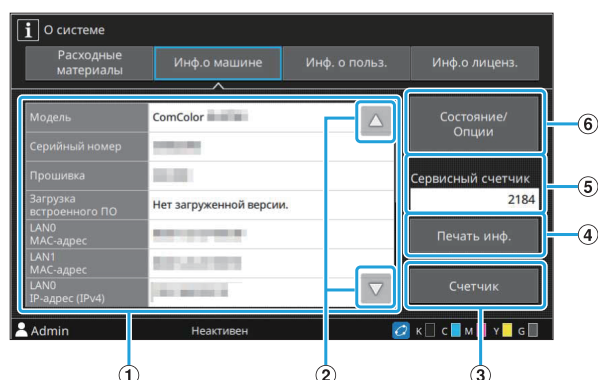 i О системе
Расходные
материалы
Инф.о машине
Инф. о польз.
Инф.о лиценз.
Модель
ComColor
Серийный номер
Прошивка
Загрузка
встроенного ПО
Нет загруженной версии.
LAN0
MAC-адрес
LAN1
MAC-адрес
LAN0
IP-адрес (IPv4)
Состояние/
Опции
Сервисный счетчик
2184
Печать инф.
Счетчик
Admin
Неактивен
K C M Y G
6
5
4
1
2
3